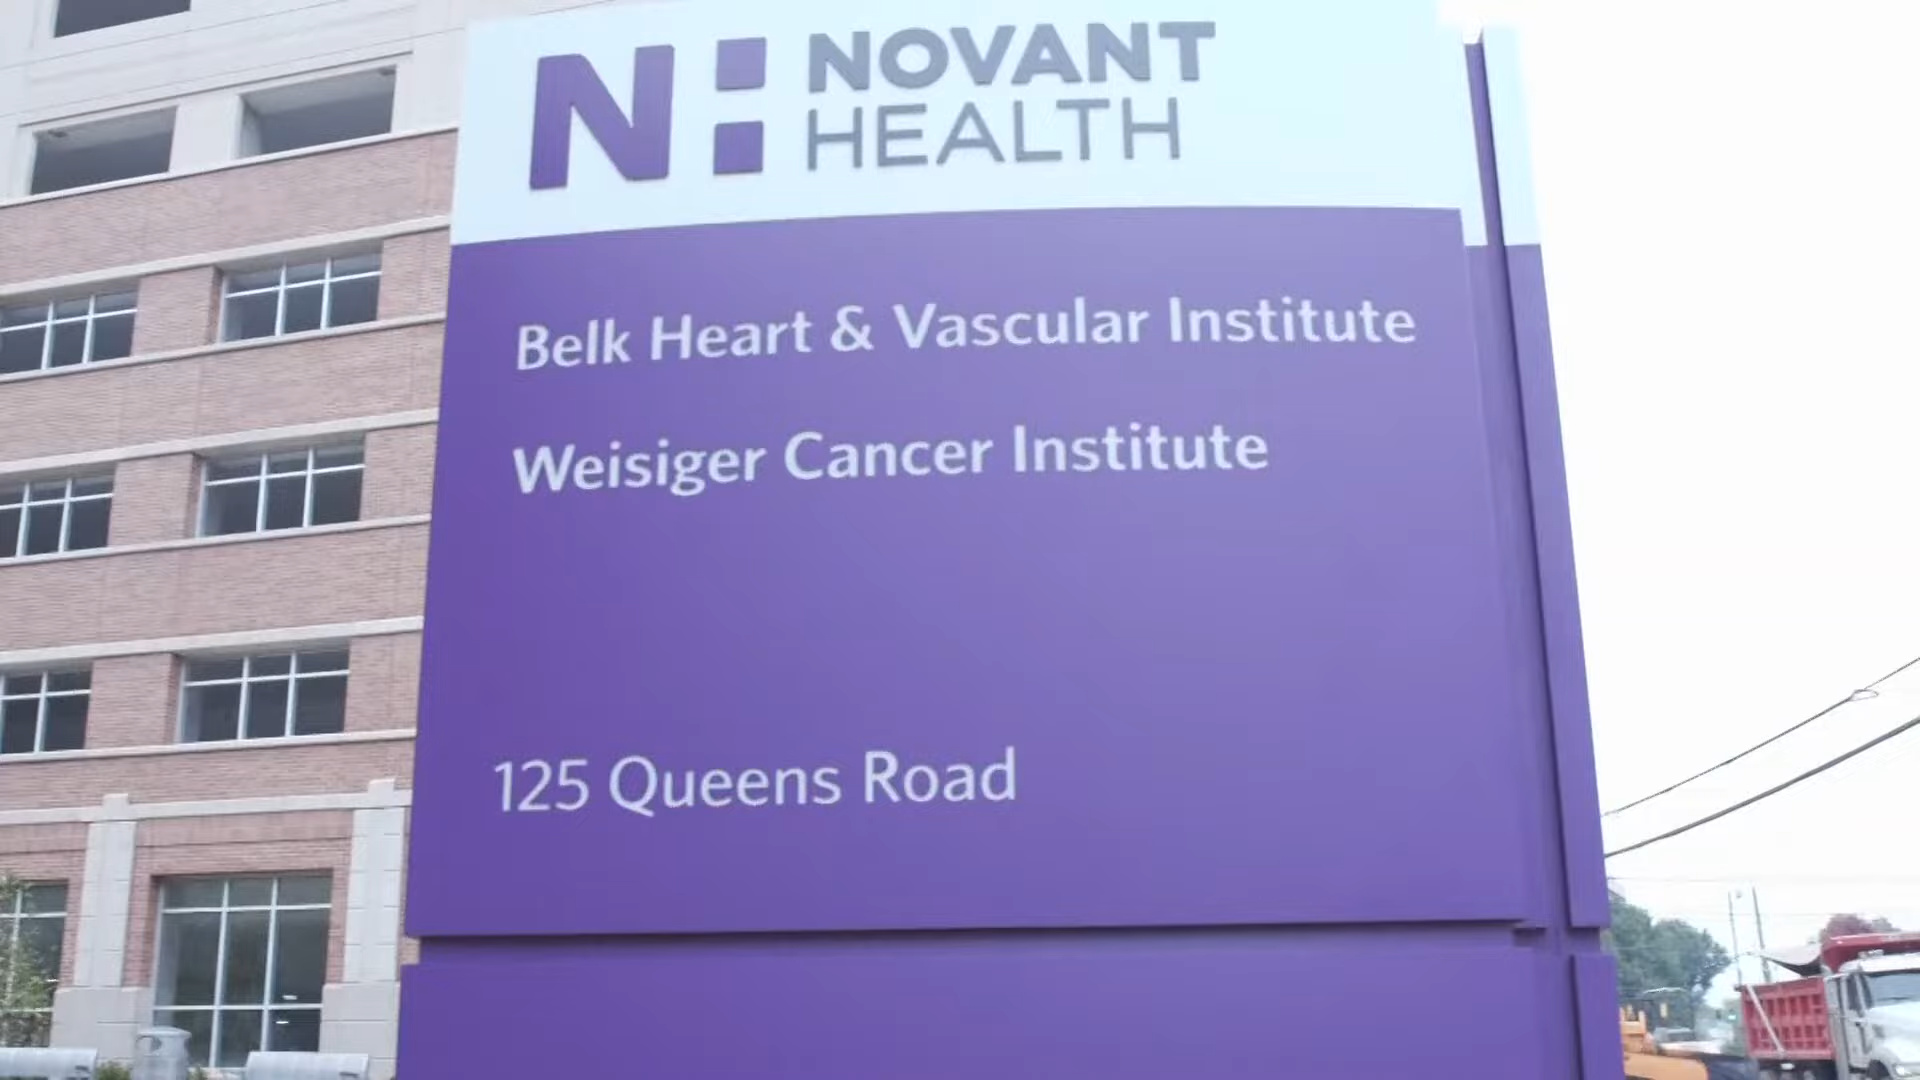 N: NOVANT
HEALTH
Belk Heart & Vascular Institute
Weisiger Cancer Institute
125 Queens Road